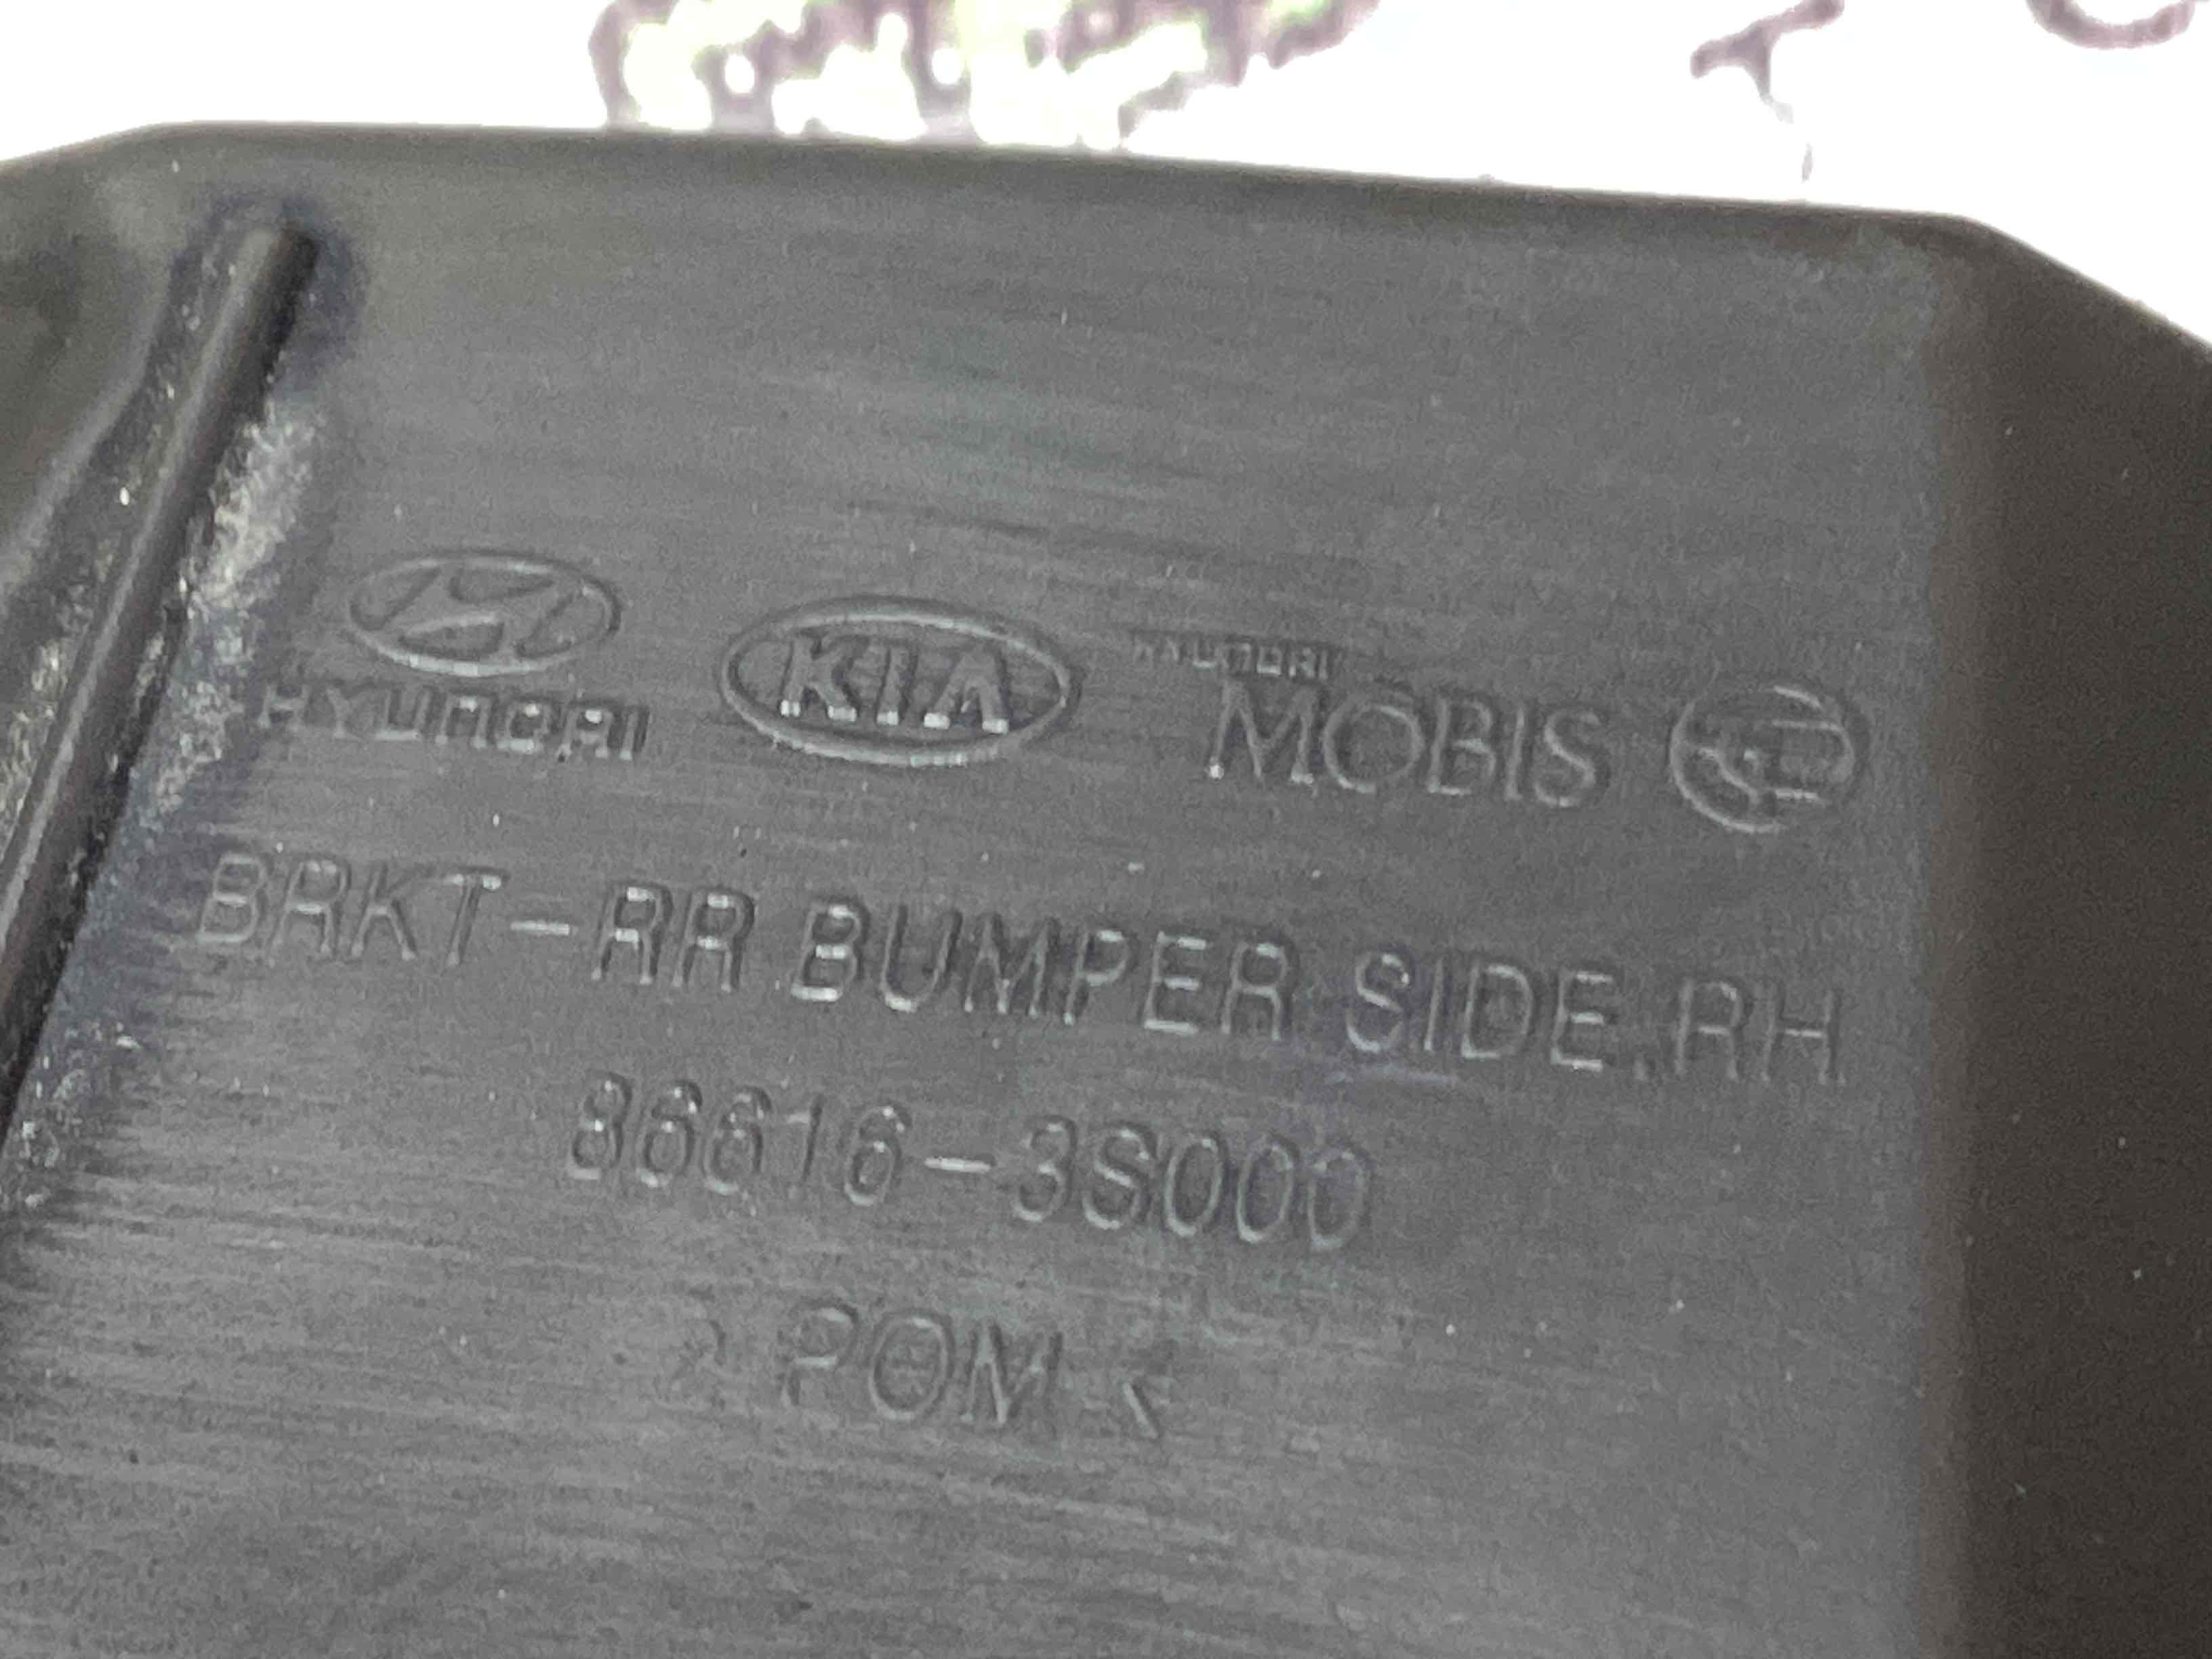 HYUNDAI
KIA
HYUNDAI
MOBIS
BRKT-RR BUMPER SIDE.RH
86616-3S000
>POM<